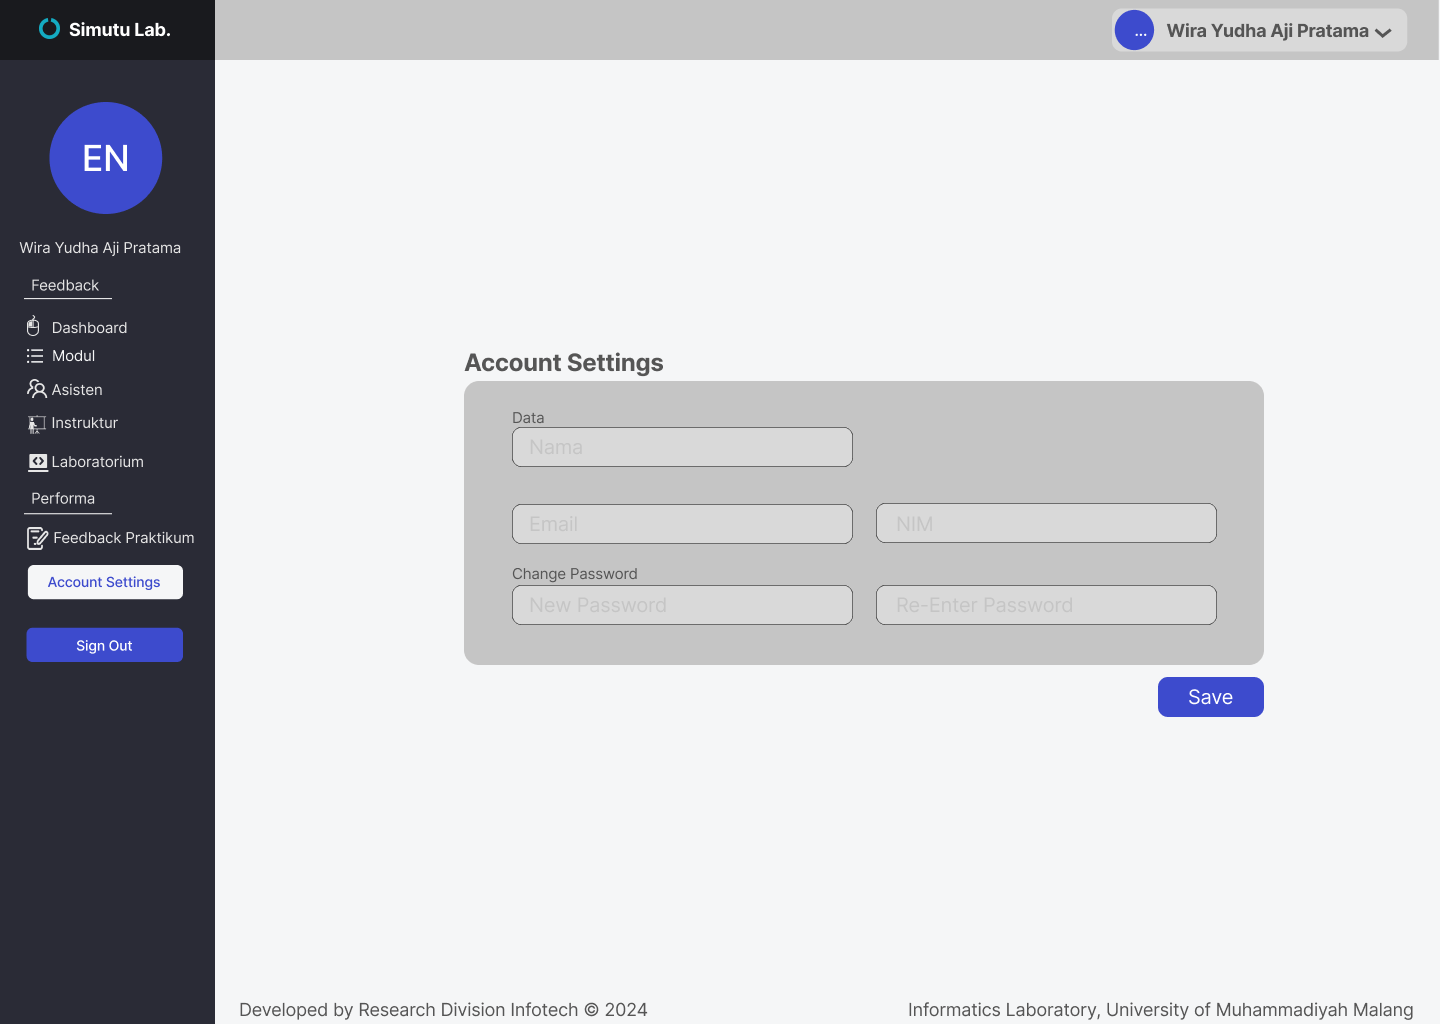 Simutu Lab.
... Wira Yudha Aji Pratama
EN
Wira Yudha Aji Pratama
Feedback
Dashboard
Modul
Asisten
Instruktur
Laboratorium
Performa
Feedback Praktikum
Account Settings
Sign Out
Account Settings
Data
Nama
Email
NIM
Change Password
New Password
Re-Enter Password
Save
Developed by Research Division Infotech © 2024
Informatics Laboratory, University of Muhammadiyah Malang